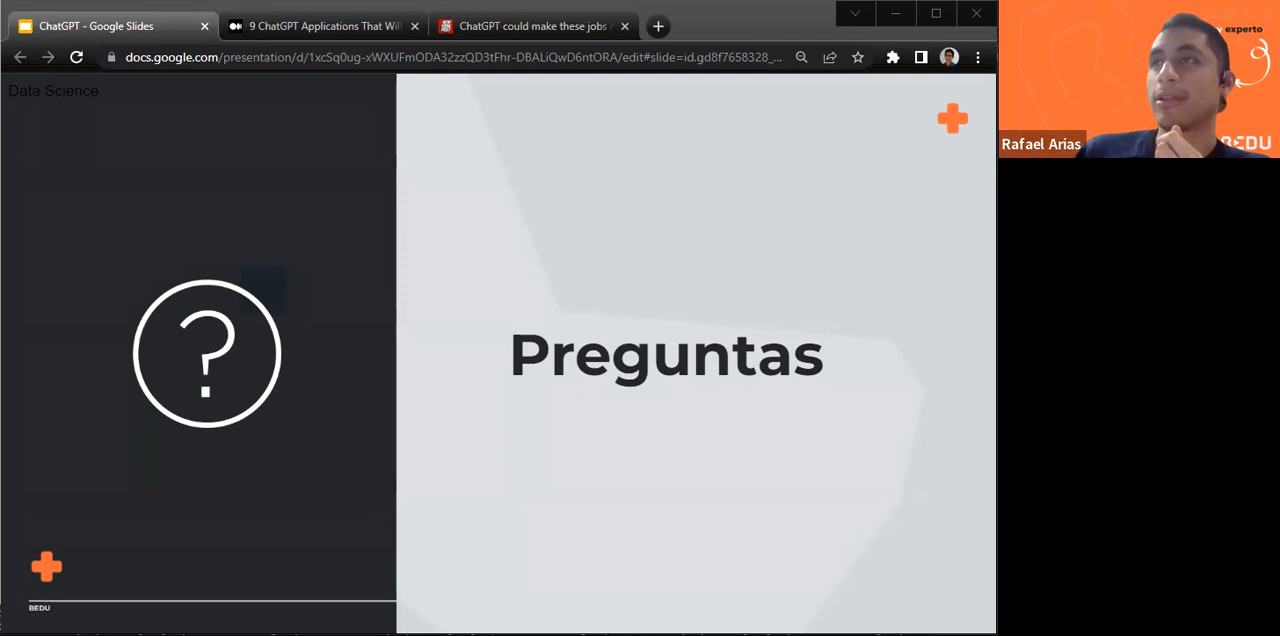 ChatGPT - Google Slides
9 ChatGPT Applications That Will
ChatGPT could make these jobs
docs.google.com/presentation/d/1xcSq0ug-xWXUFmODA32zzQD3tFhr-DBALiQwD6ntORA/edit#slide=id.gd8f7658328_...
Data Science
?
Preguntas
BEDU
experto
Rafael Arias
BEDU